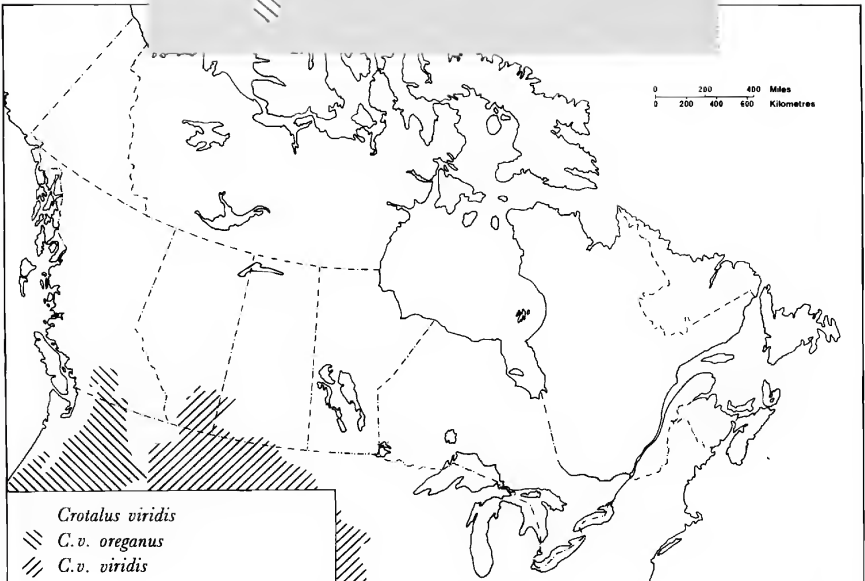 0 200 400 Miles
0 200 400 600 Kilometres
Crotalus viridis
C.v. oreganus
C.v. viridis